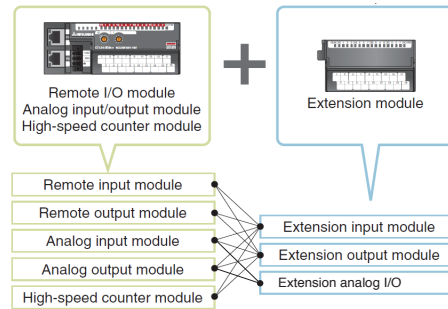 Remote I/O module
Analog input/output module
High-speed counter module
Extension module
Remote input module
Remote output module
Analog input module
Analog output module
High-speed counter module
Extension input module
Extension output module
Extension analog I/O